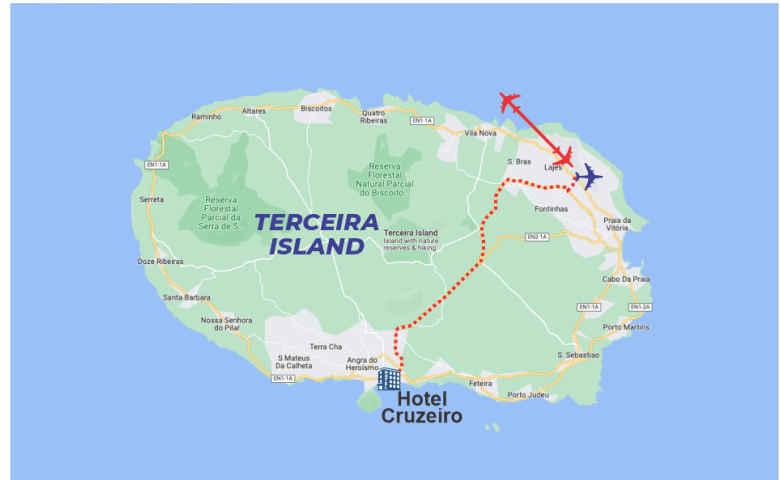 Altares
Biscoitos
Raminho
Quatro
Ribeiras
EN1-1A
Vila Nova
S. Bras
Lajes
EN1-1A
Reserva
Florestal
Natural Parcial
do Biscoito
Serreta
Reserva
Florestal
Parcial da
Serra de S.
Fontinhas
TERCEIRA
ISLAND
Terceira Island
Island with nature
reserves & hiking
Praia da
Vitória
EN2-1A
Doze Ribeiras
Cabo Da Praia
Santa Barbara
EN1-1A
EN1-2A
Nossa Senhora
do Pilar
Porto Martins
Terra Cha
S Mateus
Da Calheta
Angra do
Heroísmo
S. Sebastiao
EN1-1A
Feteira
Porto Judeu
Hotel
Cruzeiro